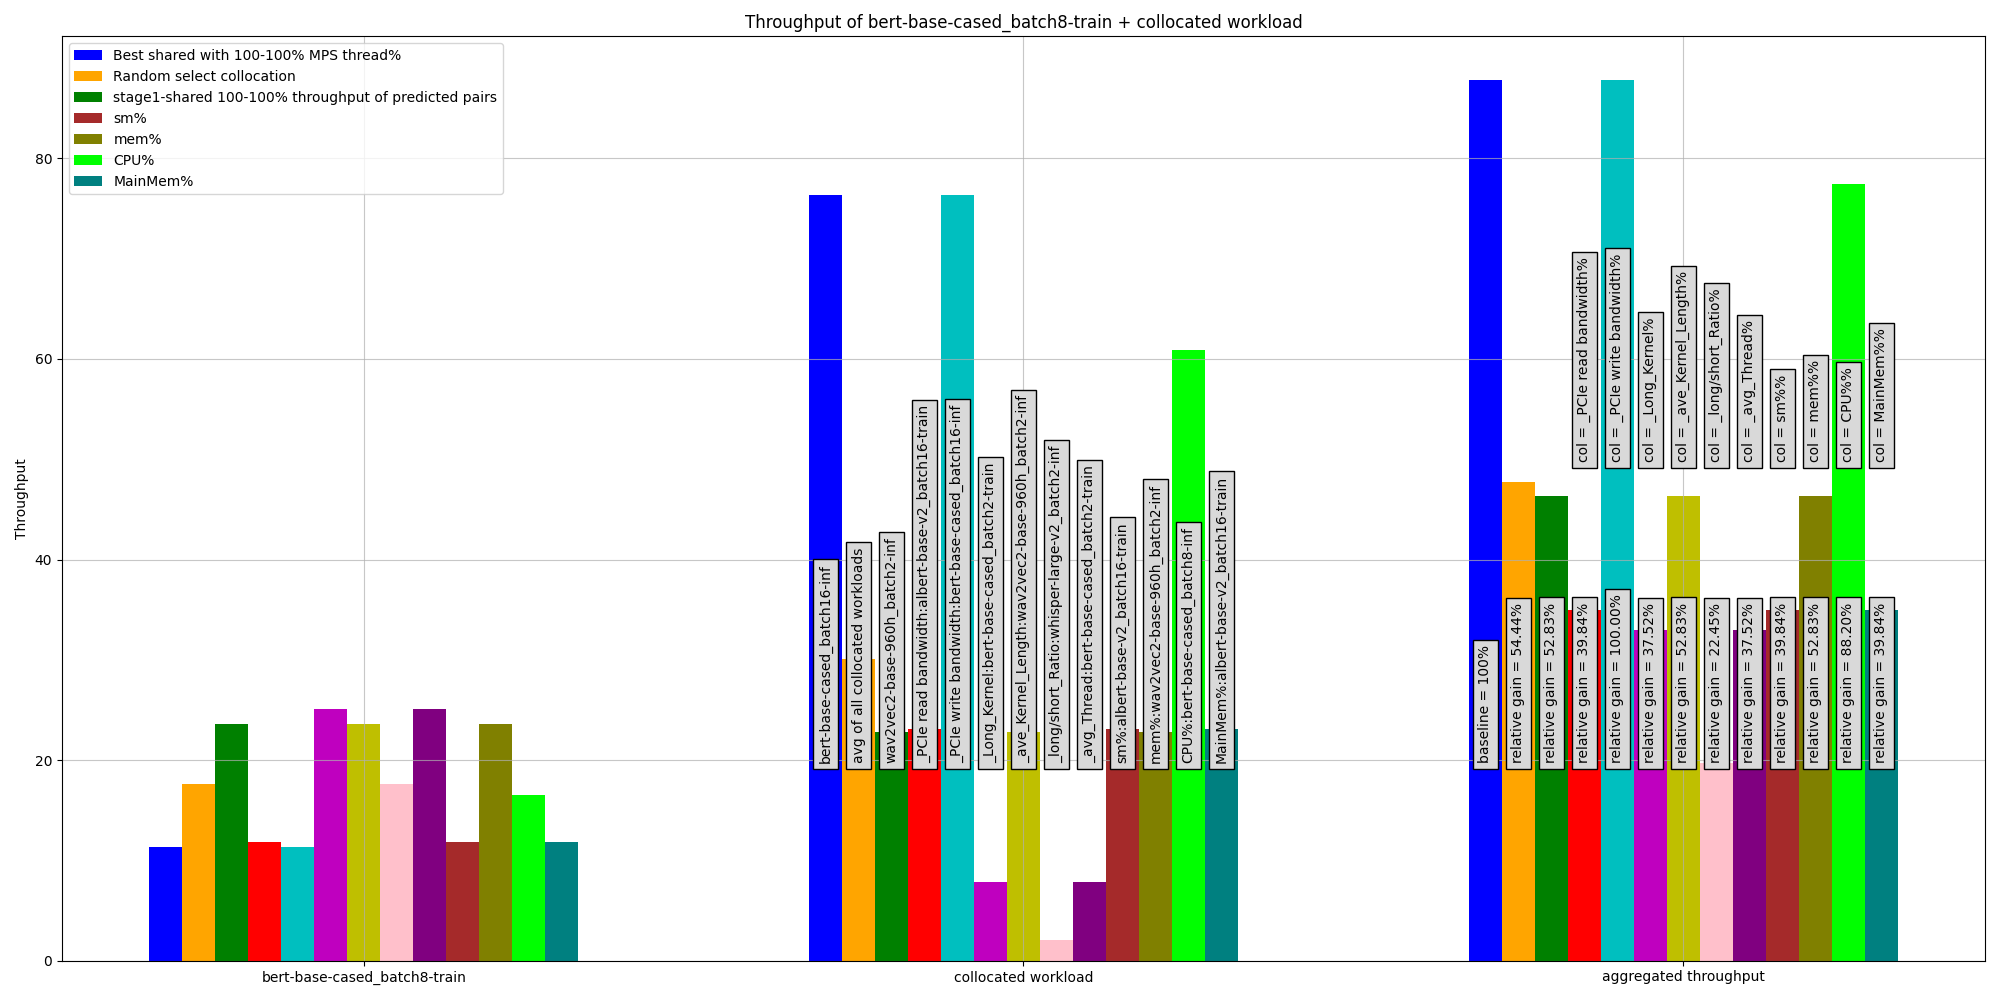 Throughput of bert-base-cased_batch8-train + collocated workload
Best shared with 100-100% MPS thread%
Random select collocation
stage1-shared 100-100% throughput of predicted pairs
sm%
mem%
CPU%
MainMem%
Throughput
80
60
40
20
0
bert-base-cased_batch16-inf
avg of all collocated workloads
wav2vec2-base-960h_batch2-inf
_PCIe read bandwidth:albert-base-v2_batch16-train
_PCIe write bandwidth:bert-base-cased_batch16-inf
_Long_Kernel:bert-base-cased_batch2-train
_ave_Kernel_Length:wav2vec2-base-960h_batch2-inf
_long/short_Ratio:whisper-large-v2_batch2-inf
_avg_Thread:bert-base-cased_batch2-train
sm%:albert-base-v2_batch16-train
mem%:wav2vec2-base-960h_batch2-inf
CPU%:bert-base-cased_batch8-inf
MainMem%:albert-base-v2_batch16-train
col = _PCIe read bandwidth%
col = _PCIe write bandwidth%
col = _Long_Kernel%
col = _ave_Kernel_Length%
col = _long/short_Ratio%
col = _avg_Thread%
col = sm%%
col = mem%%
col = CPU%%
col = MainMem%%
baseline = 100%
relative gain = 54.44%
relative gain = 52.83%
relative gain = 39.84%
relative gain = 100.00%
relative gain = 37.52%
relative gain = 52.83%
relative gain = 22.45%
relative gain = 37.52%
relative gain = 39.84%
relative gain = 52.83%
relative gain = 88.20%
relative gain = 39.84%
bert-base-cased_batch8-train
collocated workload
aggregated throughput